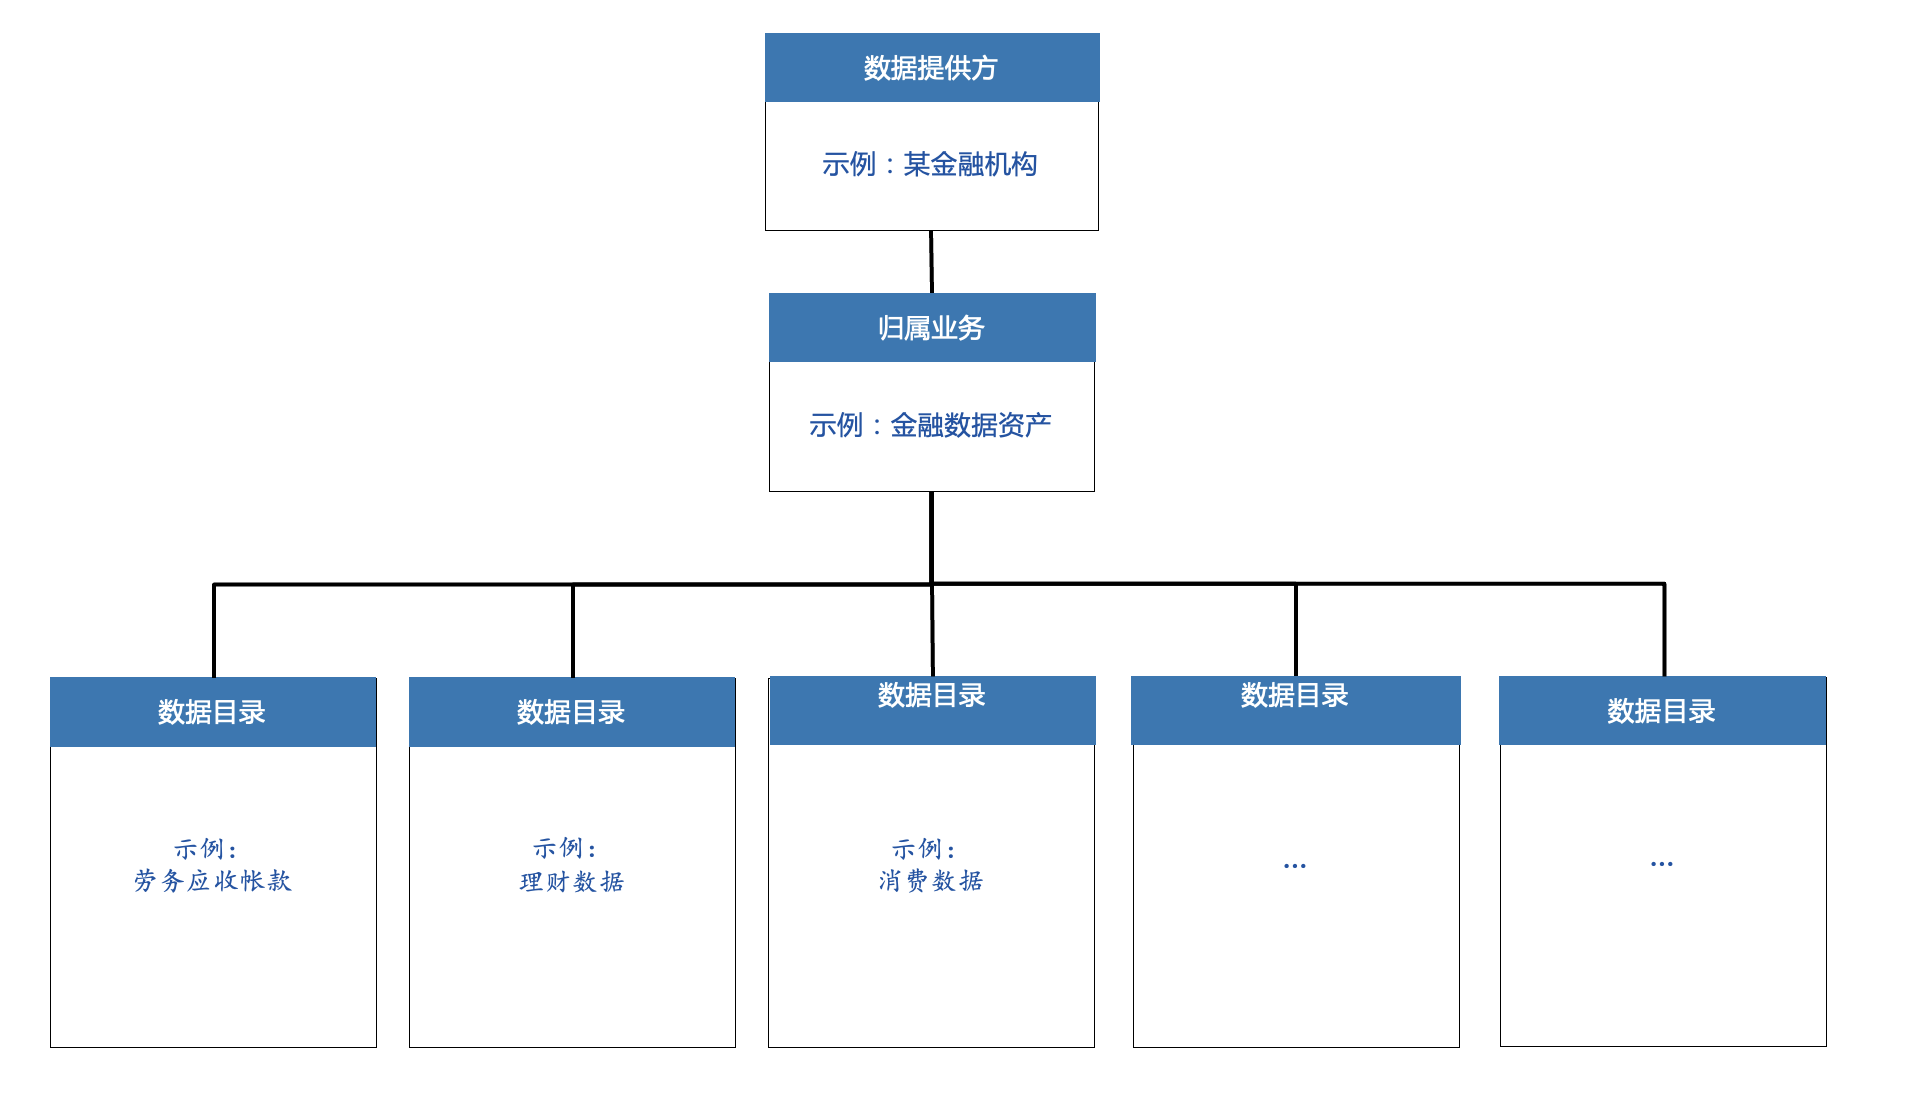 数据提供方
示例：某金融机构
归属业务
示例：金融数据资产
数据目录
示例：
劳务应收帐款
数据目录
示例：
理财数据
数据目录
示例：
消费数据
数据目录
...
数据目录
...